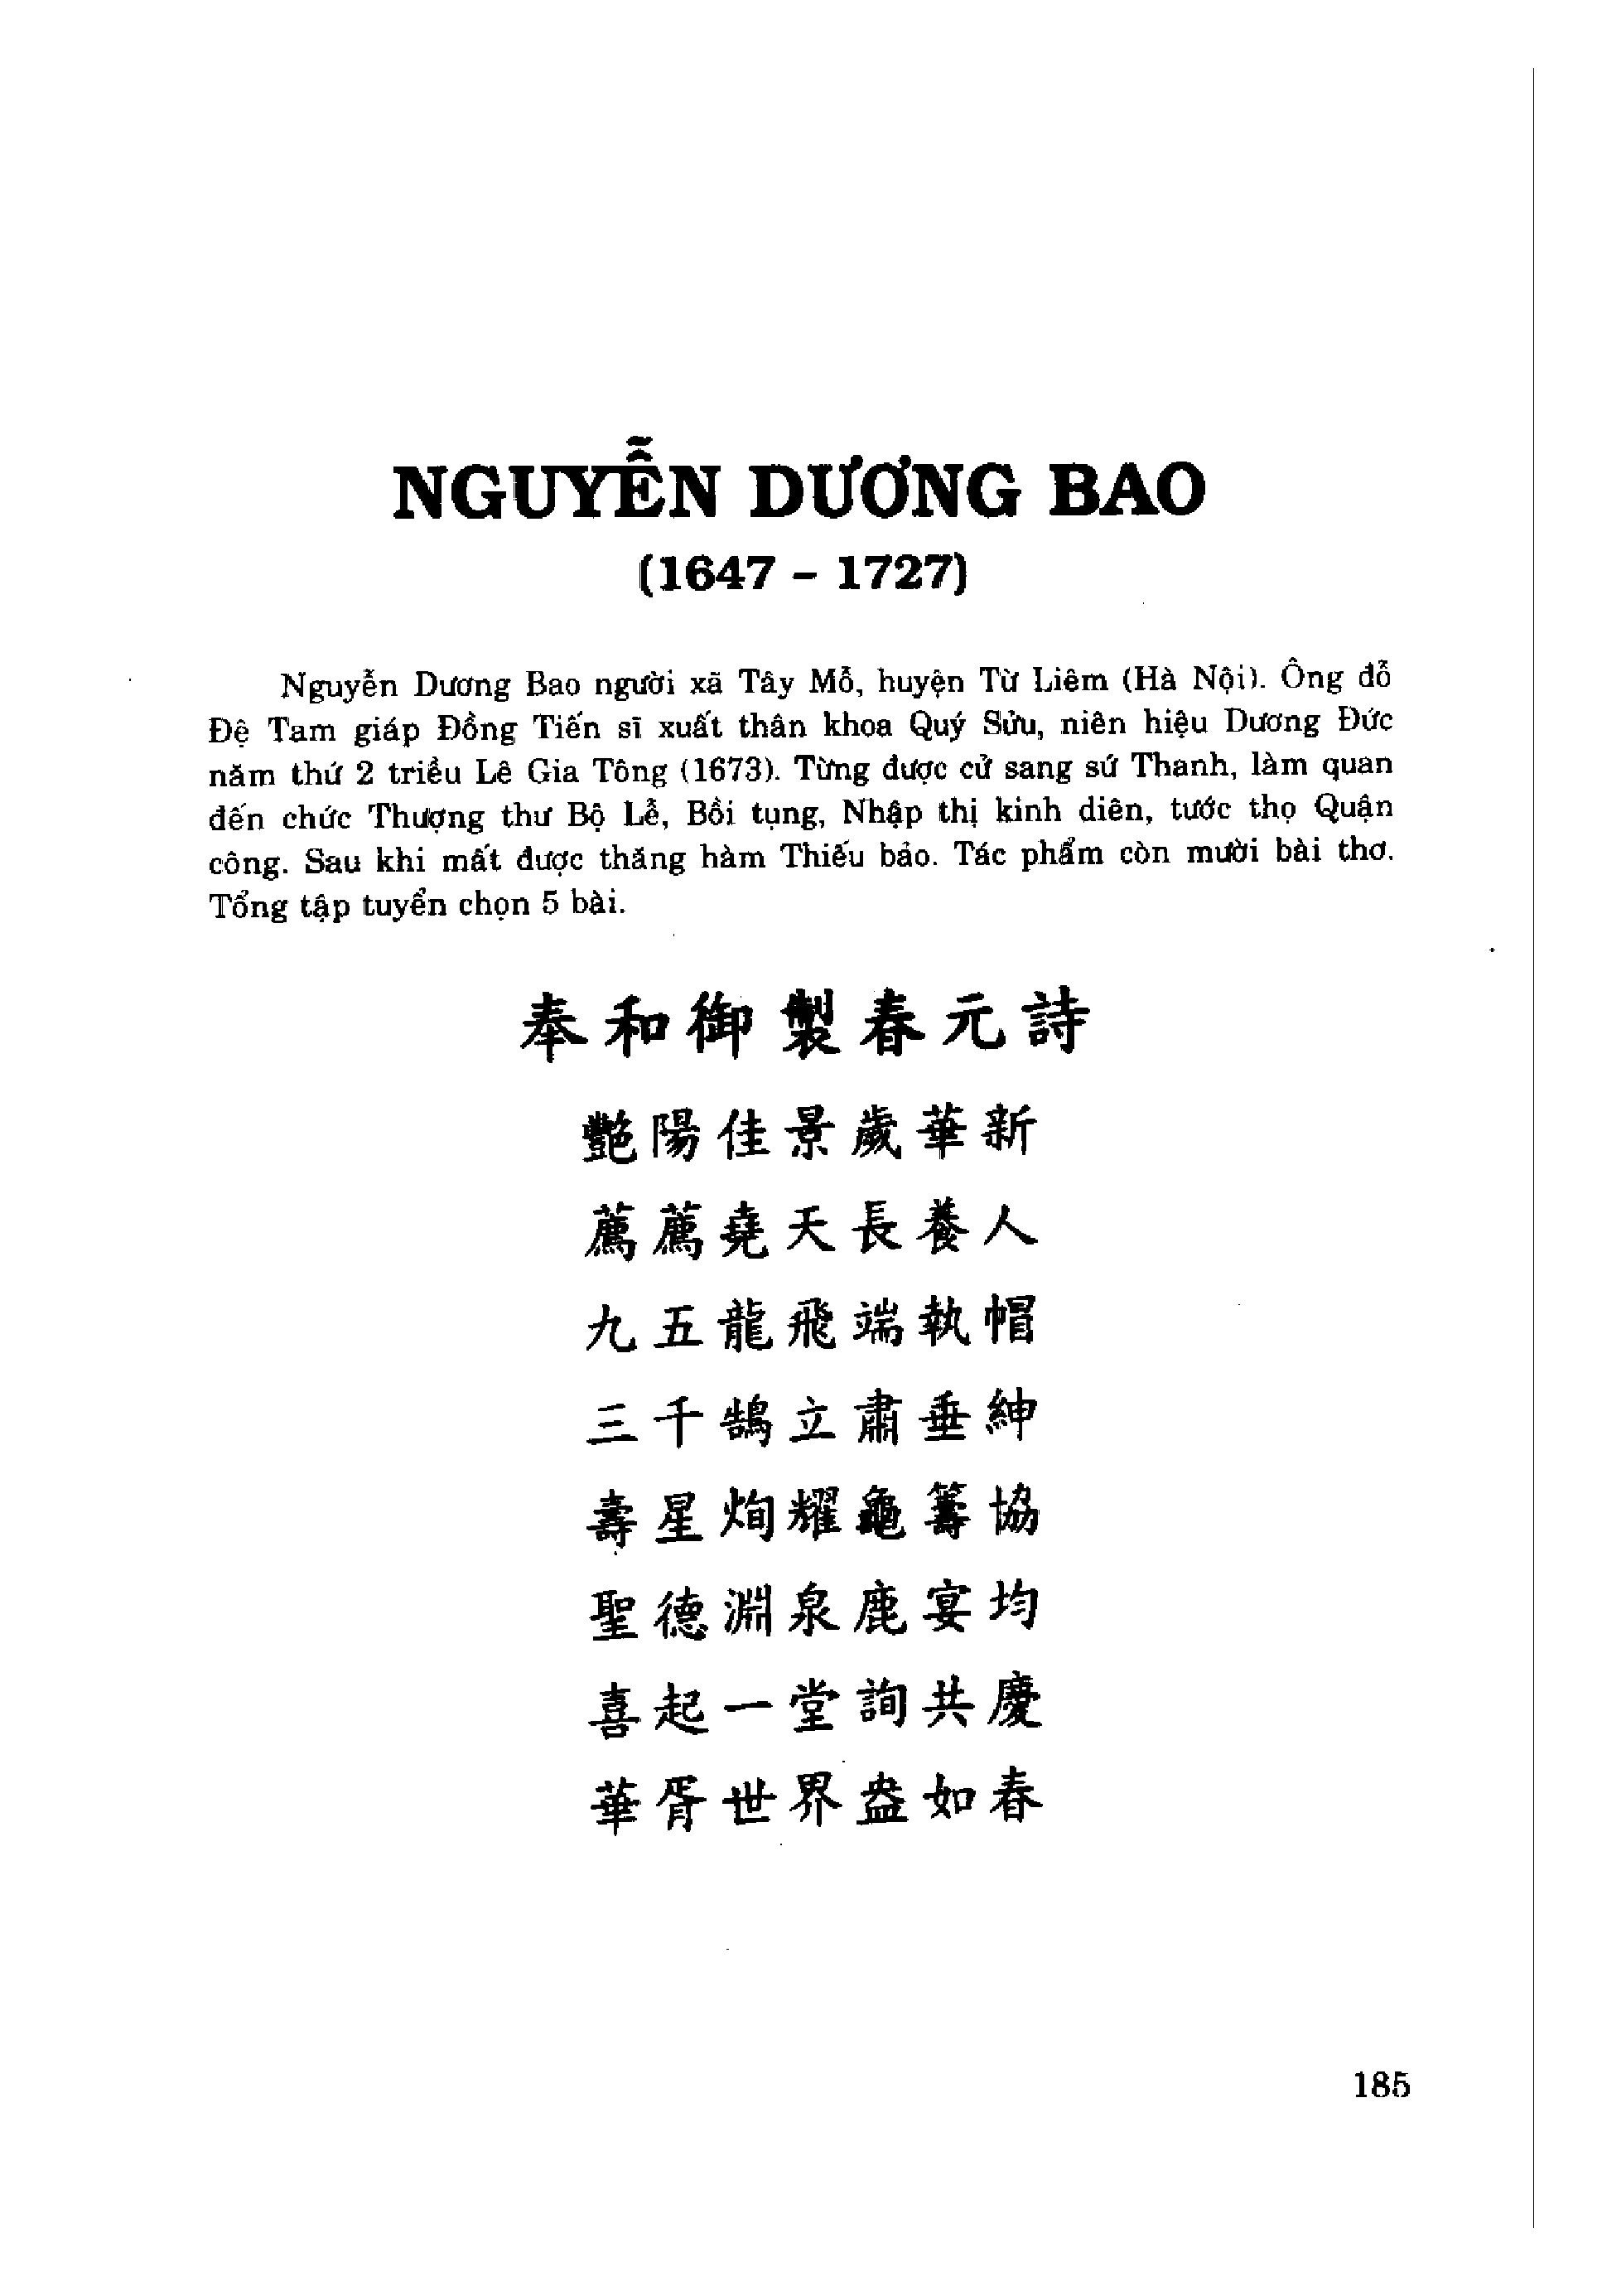 NGUYỄN DƯƠNG BAO
(1647 – 1727)
Nguyễn Dương Bao người xã Tây Mỗ, huyện Từ Liêm (Hà Nội). Ông đỗ
Đệ Tam giáp Đồng Tiến sĩ xuất thân khoa Quý Sửu, niên hiệu Dương Đức
năm thứ 2 triều Lê Gia Tông (1673). Từng được cử sang sứ Thanh, làm quan
đến chức Thượng thư Bộ Lễ, Bồi tụng, Nhập thị kinh diên, tước thọ Quận
công. Sau khi mất được thăng hàm Thiếu bảo. Tác phẩm còn mười bài thơ.
Tổng tập tuyển chọn 5 bài.
奉和御製春元詩
艷陽佳景歲華新
薦薦堯天長養人
九五龍飛端執帽
三千鵠立肅垂紳
壽星炯耀龜籌協
聖德淵泉鹿宴均
喜起一堂詢共慶
華胥世界盎如春
185